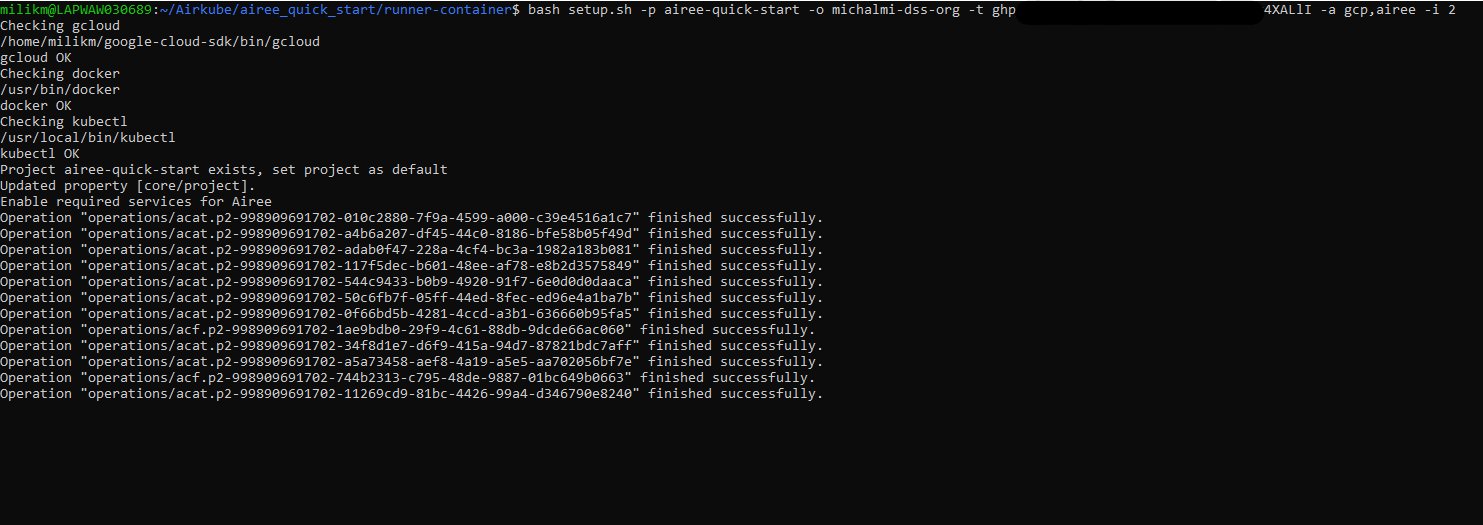 milikm@LAPWAW030689:~/Airkube/airee_quick_start/runner-container$ bash setup.sh -p airee-quick-start -o michalmi-dss-org -t ghp 4XALlI -a gcp,airee -i 2
Checking gcloud
/home/milikm/google-cloud-sdk/bin/gcloud
gcloud OK
Checking docker
/usr/bin/docker
docker OK
Checking kubectl
/usr/local/bin/kubectl
kubectl OK
Project airee-quick-start exists, set project as default
Updated property [core/project].
Enable required services for Airee
Operation "operations/acat.p2-998909691702-010c2880-7f9a-4599-a000-c39e4516a1c7" finished successfully.
Operation "operations/acat.p2-998909691702-a4b6a207-df45-44c0-8186-bfe58b05f49d" finished successfully.
Operation "operations/acat.p2-998909691702-adab0f47-228a-4cf4-bc3a-1982a183b081" finished successfully.
Operation "operations/acat.p2-998909691702-117f5dec-b601-48ee-af78-e8b2d3575849" finished successfully.
Operation "operations/acat.p2-998909691702-544c9433-b0b9-4920-91f7-6e0d0d0daaca" finished successfully.
Operation "operations/acat.p2-998909691702-50c6fb7f-05ff-44ed-8fec-ed96e4a1ba7b" finished successfully.
Operation "operations/acat.p2-998909691702-0f66bd5b-4281-4ccd-a3b1-636660b95fa5" finished successfully.
Operation "operations/acf.p2-998909691702-1ae9bdb0-29f9-4c61-88db-9dcde66ac060" finished successfully.
Operation "operations/acat.p2-998909691702-34f8d1e7-d6f9-415a-94d7-87821bdc7aff" finished successfully.
Operation "operations/acat.p2-998909691702-a5a73458-aef8-4a19-a5e5-aa702056bf7e" finished successfully.
Operation "operations/acf.p2-998909691702-744b2313-c795-48de-9887-01bc649b0663" finished successfully.
Operation "operations/acat.p2-998909691702-11269cd9-81bc-4426-99a4-d346790e8240" finished successfully.